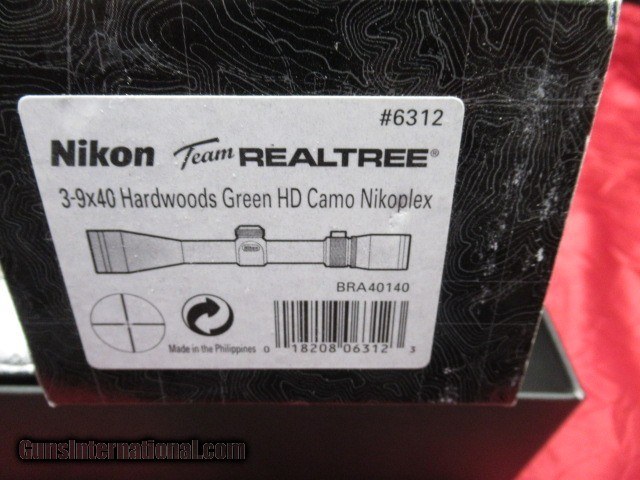 #6312
Nikon Team REALTREE®
3-9x40 Hardwoods Green HD Camo Nikoplex
BRA40140
Made in the Philippines
0 18208 06312 3
GunsInternational.com